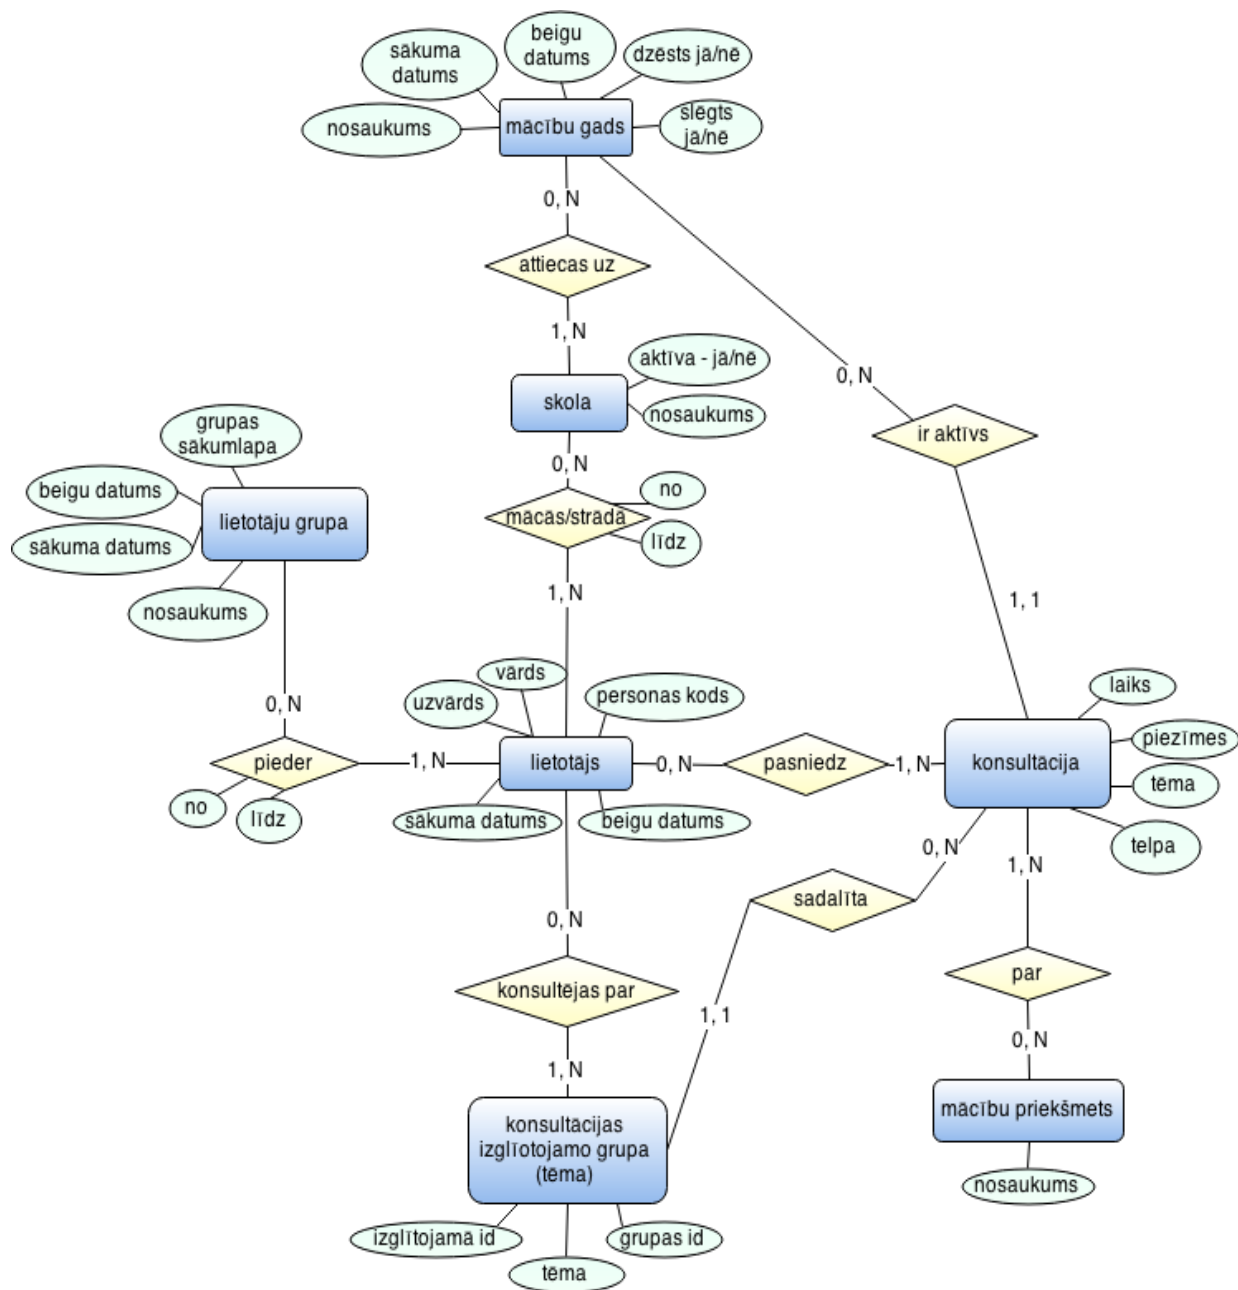 beigu
datums
sākuma
datums
dzēsts jā/nē
nosaukums
mācību gads
slēgts
jā/nē
0, N
attiecas uz
1, N
aktīva - jā/nē
skola
nosaukums
0, N
ir aktīvs
grupas
sākumlapa
0, N
beigu datums
no
lietotāju grupa
mācās/strādā
sākuma datums
līdz
nosaukums
1, N
1, 1
vārds
uzvārds
personas kods
laiks
0, N
piezīmes
pieder
1, N
lietotājs
0, N
pasniedz
1, N
konsultācija
tēma
no
līdz
sākuma datums
beigu datums
telpa
0, N
1, N
sadalīta
0, N
par
konsultējas par
1, 1
0, N
1, N
mācību priekšmets
konsultācijas
izglīotojamo grupa
(tēma)
nosaukums
izglītojamā id
grupas id
tēma